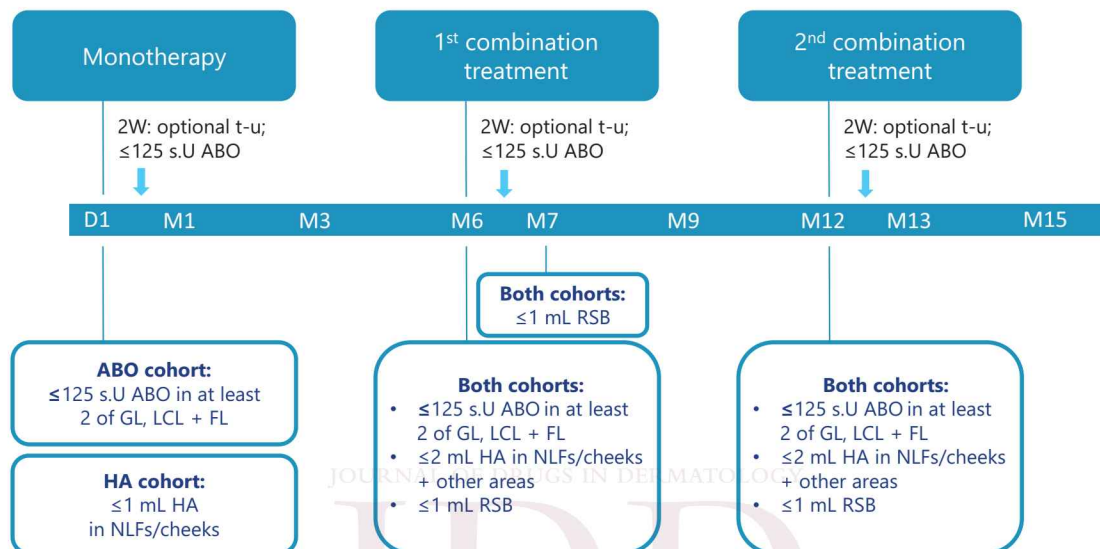 Monotherapy
1st combination
treatment
2nd combination
treatment
2W: optional t-u;
≤125 s.U ABO
2W: optional t-u;
≤125 s.U ABO
2W: optional t-u;
≤125 s.U ABO
D1 M1 M3 M6 M7 M9 M12 M13 M15
Both cohorts:
≤1 mL RSB
ABO cohort:
≤125 s.U ABO in at least
2 of GL, LCL + FL
HA cohort:
≤1 mL HA
in NLFs/cheeks
Both cohorts:
• ≤125 s.U ABO in at least
2 of GL, LCL + FL
• ≤2 mL HA in NLFs/cheeks
+ other areas
• ≤1 mL RSB
Both cohorts:
• ≤125 s.U ABO in at least
2 of GL, LCL + FL
• ≤2 mL HA in NLFs/cheeks
+ other areas
• ≤1 mL RSB
JOURNAL OF DRUGS IN DERMATOLOGY
JDD